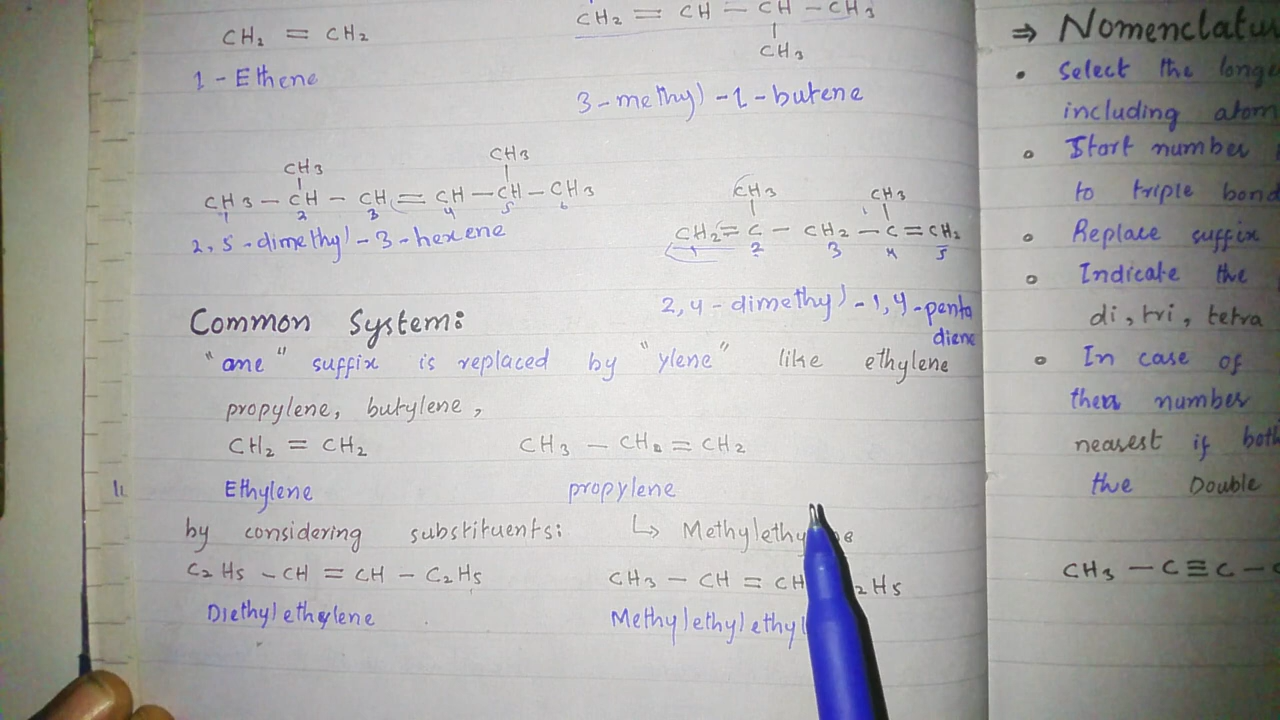 CH2 = CH2
1 - Ethene
CH2 = CH - CH - CH3
CH3
3 - methyl - 1 - butene
CH3 CH3
CH3 - CH - CH = CH - CH - CH3
1 2 3 4 5 6
2, 5 - dimethyl - 3 - hexene
CH3 CH3
CH2 = C - CH2 - C = CH2
1 2 3 4 5
2, 4 - dimethyl - 1, 4 - penta
diene
Common System:
"ane" suffix is replaced by "ylene" like ethylene
propylene, butylene,
CH2 = CH2 CH3 - CH = CH2
Ethylene propylene
by considering substituents: ↳
C2H5 - CH = CH - C2H5 CH3 - CH = CH
Diethylethylene
⇒
• Select the
including
• Start number
to triple bond
• Replace suffix
• Indicate the
di, tri, tetra
• In case of
then number
nearest if both
the Double
CH3 - C ≡ C -